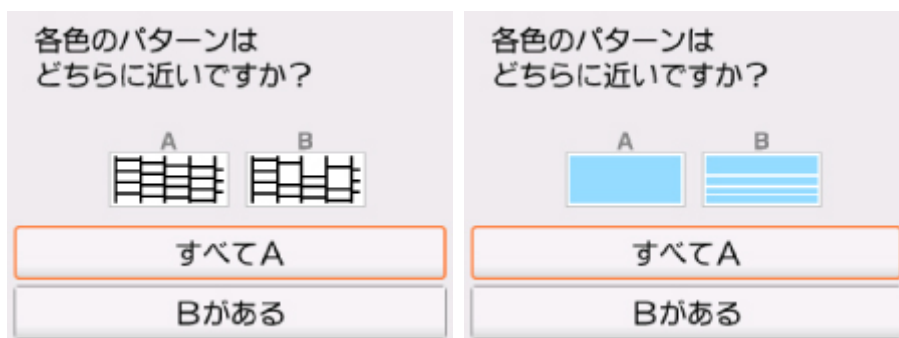 各色のパターンは
どちらに近いですか？
A B
すべてA
Bがある
各色のパターンは
どちらに近いですか？
A B
すべてA
Bがある